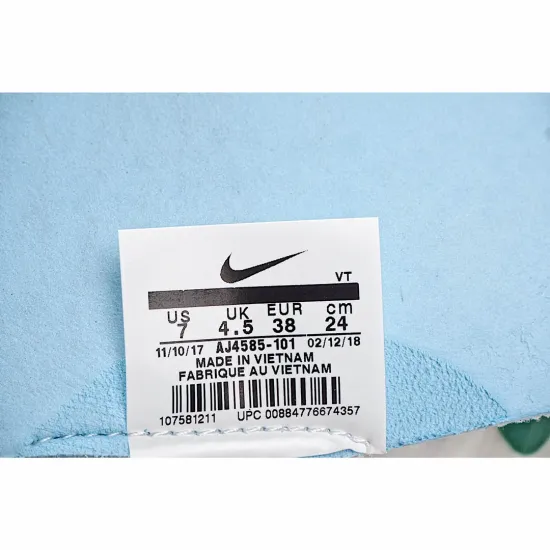 VT
US UK EUR cm
7 4.5 38 24
11/10/17 AJ4585-101 02/12/18
MADE IN VIETNAM
FABRIQUE AU VIETNAM
107581211 UPC 00884776674357